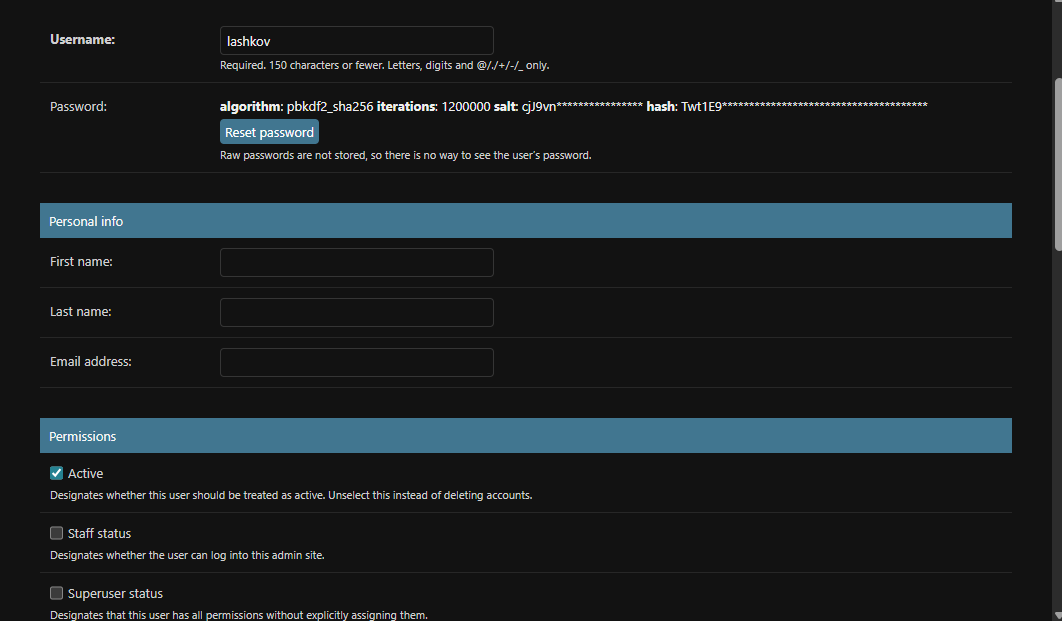 Username:
lashkov
Required. 150 characters or fewer. Letters, digits and @/./+/-/_ only.
Password:
algorithm: pbkdf2_sha256 iterations: 1200000 salt: cjJ9vn**************** hash: Twt1E9**************************************
Reset password
Raw passwords are not stored, so there is no way to see the user’s password.
Personal info
First name:
Last name:
Email address:
Permissions
Active
Designates whether this user should be treated as active. Unselect this instead of deleting accounts.
Staff status
Designates whether the user can log into this admin site.
Superuser status
Designates that this user has all permissions without explicitly assigning them.